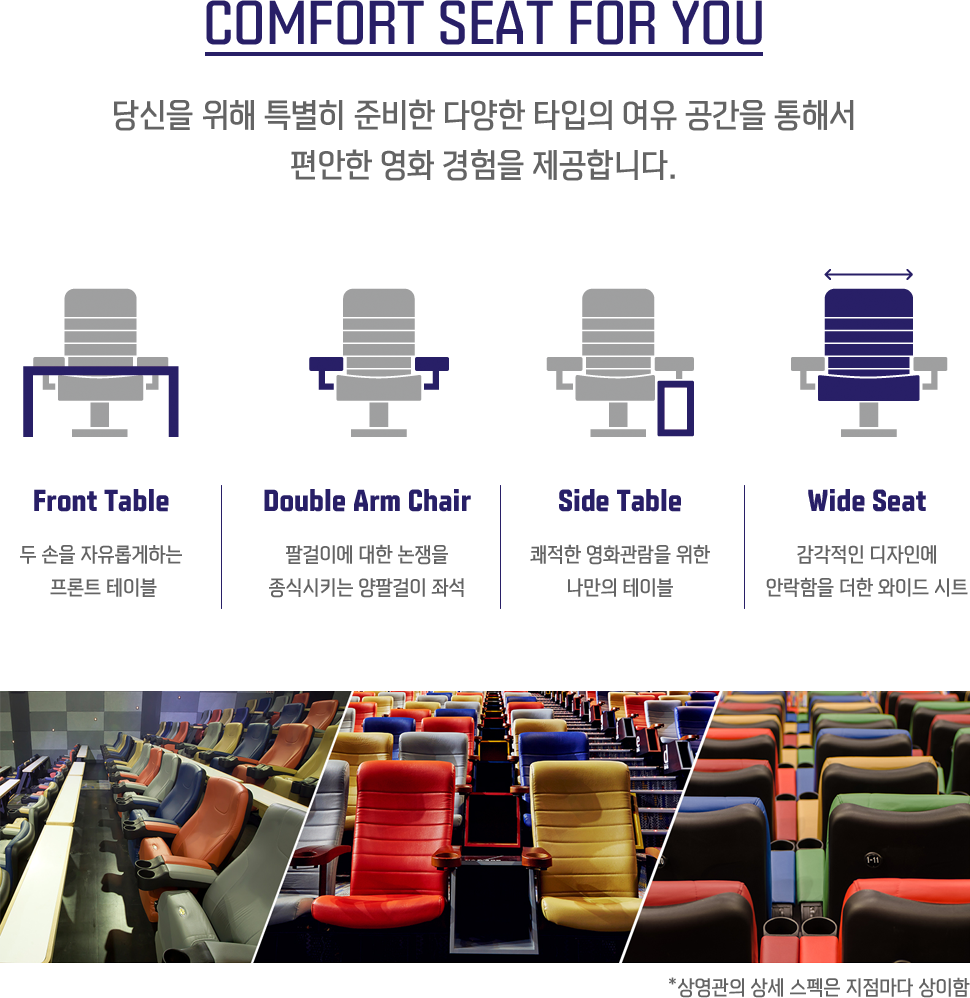 COMFORT SEAT FOR YOU
당신을 위해 특별히 준비한 다양한 타입의 여유 공간을 통해서
편안한 영화 경험을 제공합니다.
Front Table
두 손을 자유롭게하는
프론트 테이블
Double Arm Chair
팔걸이에 대한 논쟁을
종식시키는 양팔걸이 좌석
Side Table
쾌적한 영화관람을 위한
나만의 테이블
Wide Seat
감각적인 디자인에
안락함을 더한 와이드 시트
1-11
*상영관의 상세 스펙은 지점마다 상이함